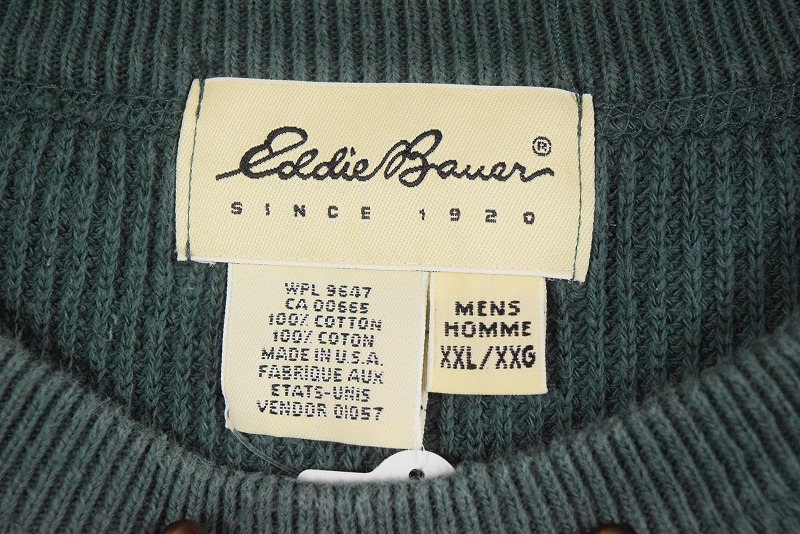 Eddie Bauer®
SINCE 1920
WPL 9647
CA 00665
100% COTTON
100% COTON
MADE IN U.S.A.
FABRIQUE AUX
ETATS-UNIS
VENDOR 01057
MENS
HOMME
XXL/XXG